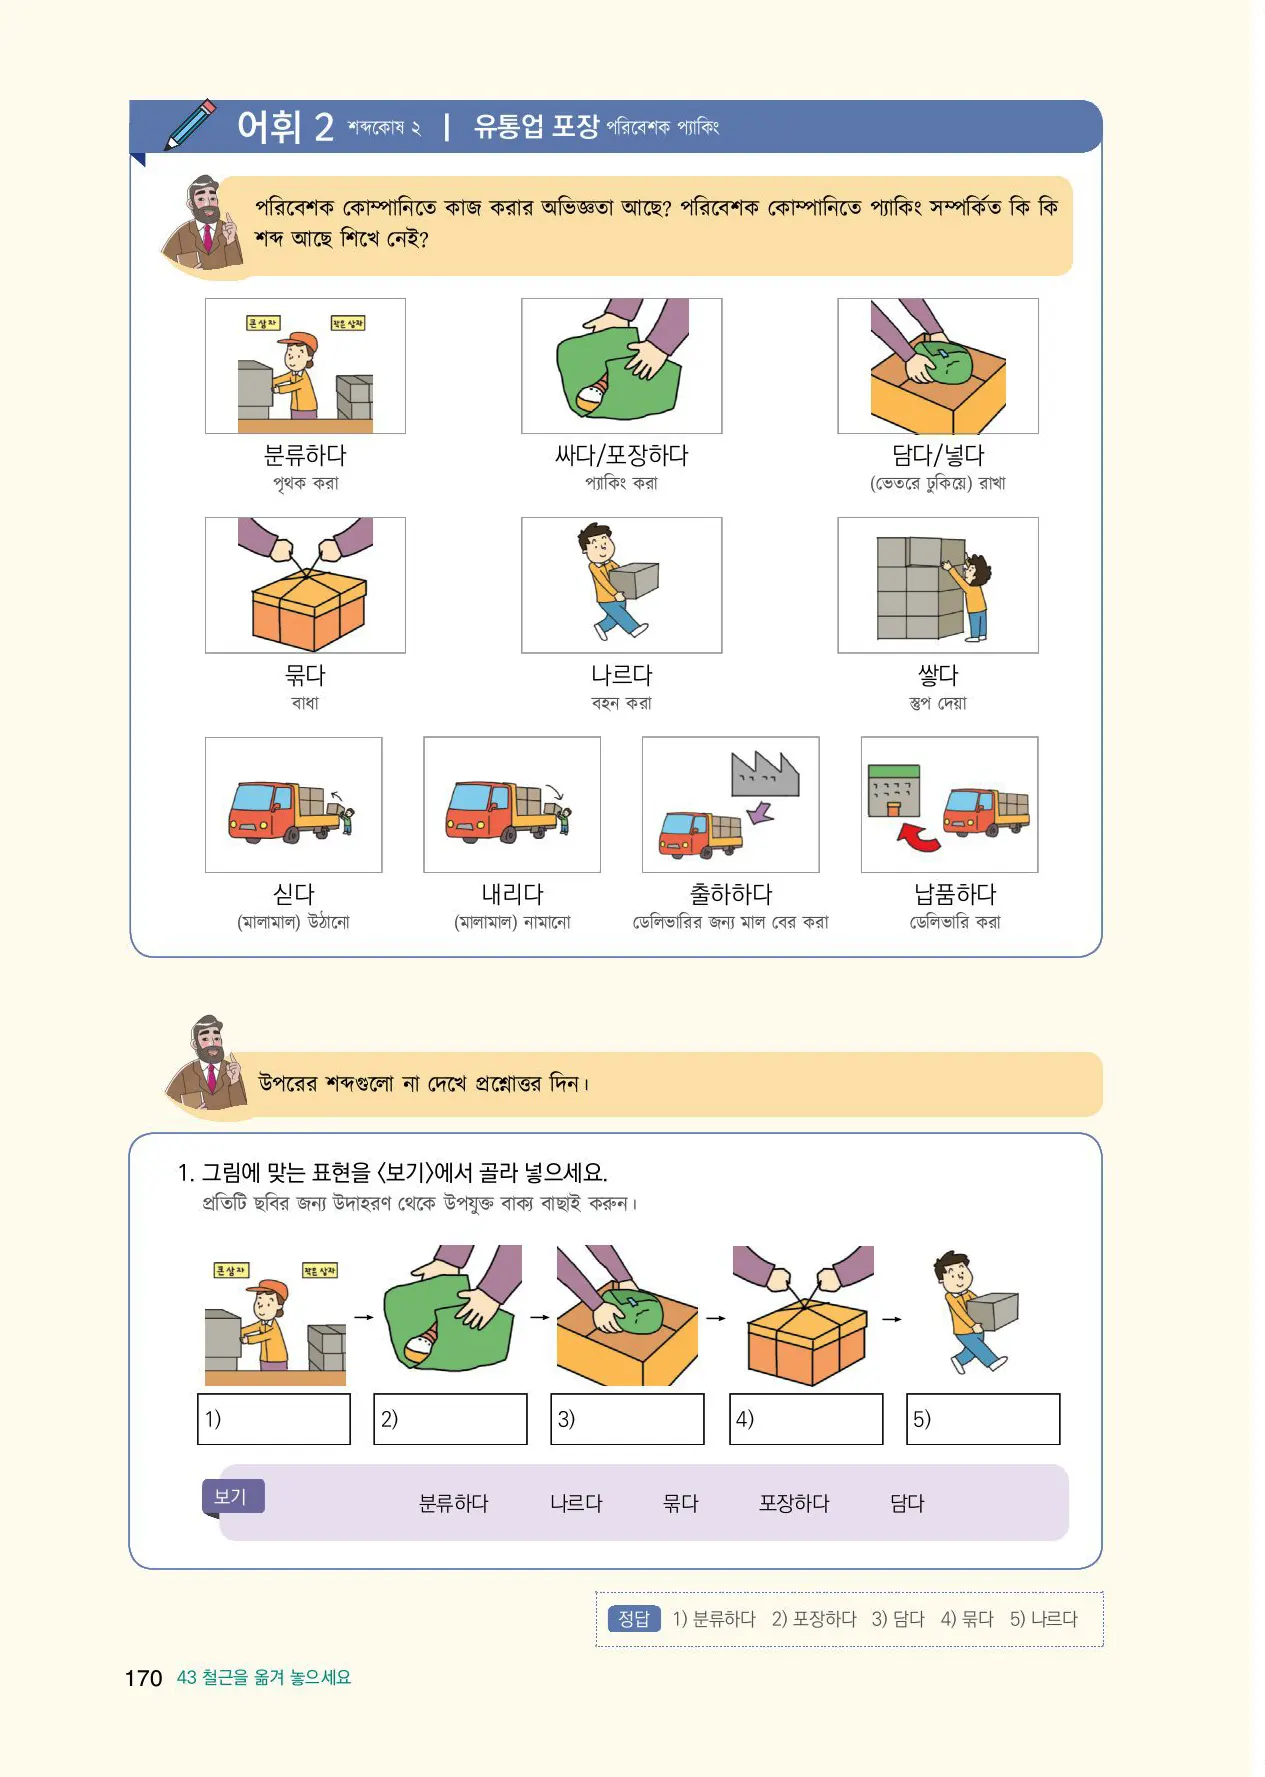 어휘 2 শব্দকোষ ২ | 유통업 포장 পরিবেশক প্যাকিং
পরিবেশক কোম্পানিতে কাজ করার অভিজ্ঞতা আছে? পরিবেশক কোম্পানিতে প্যাকিং সম্পর্কিত কি কি
শব্দ আছে শিখে নেই?
큰 상자 작은 상자
분류하다 싸다/포장하다 담다/넣다
পৃথক করা প্যাকিং করা (ভেতরে ঢুকিয়ে) রাখা
묶다 나르다 쌓다
বাধা বহন করা স্তুপ দেয়া
싣다 내리다 출하하다 납품하다
(মালামাল) উঠানো (মালামাল) নামানো ডেলিভারির জন্য মাল বের করা ডেলিভারি করা
উপরের শব্দগুলো না দেখে প্রশ্নোত্তর দিন।
1. 그림에 맞는 표현을 〈보기〉에서 골라 넣으세요.
প্রতিটি ছবির জন্য উদাহরণ থেকে উপযুক্ত বাক্য বাছাই করুন।
큰 상자 작은 상자
1) 2) 3) 4) 5)
보기 분류하다 나르다 묶다 포장하다 담다
정답 1) 분류하다 2) 포장하다 3) 담다 4) 묶다 5) 나르다
170 43 철근을 옮겨 놓으세요